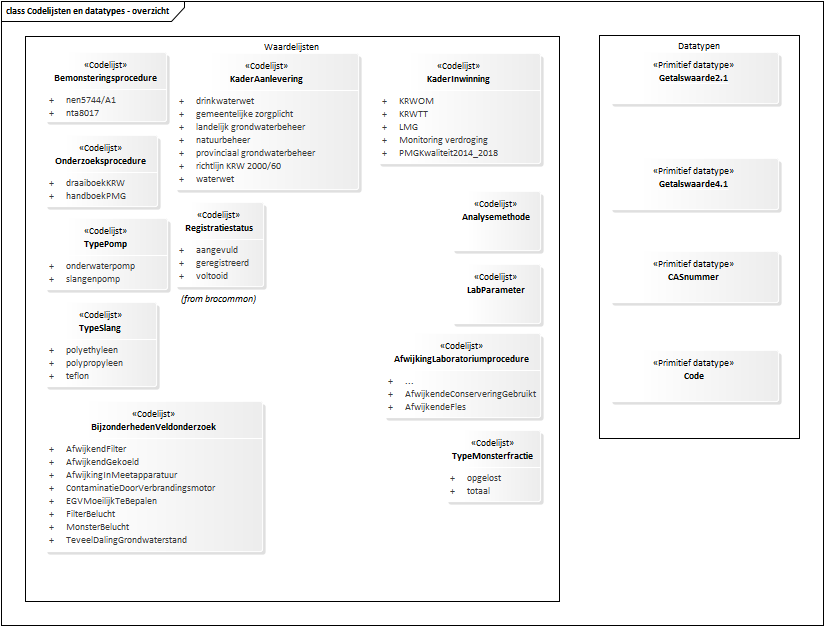 class Codelijsten en datatypes - overzicht
Waardelijsten
«Codelijst»
Bemonsteringsprocedure
+ nen5744/A1
+ nta8017
«Codelijst»
KaderAanlevering
+ drinkwaterwet
+ gemeentelijke zorgplicht
+ landelijk grondwaterbeheer
+ natuurbeheer
+ provinciaal grondwaterbeheer
+ richtlijn KRW 2000/60
+ waterwet
«Codelijst»
KaderInwinning
+ KRWOM
+ KRWTT
+ LMG
+ Monitoring verdroging
+ PMGKwaliteit2014_2018
«Codelijst»
Onderzoeksprocedure
+ draaiboekKRW
+ handboekPMG
«Codelijst»
Registratiestatus
+ aangevuld
+ geregistreerd
+ voltooid
(from brocommon)
«Codelijst»
Analysemethode
«Codelijst»
TypePomp
+ onderwaterpomp
+ slangenpomp
«Codelijst»
LabParameter
«Codelijst»
TypeSlang
+ polyethyleen
+ polypropyleen
+ teflon
«Codelijst»
AfwijkingLaboratoriumprocedure
+ ...
+ AfwijkendeConserveringGebruikt
+ AfwijkendeFles
«Codelijst»
BijzonderhedenVeldonderzoek
+ AfwijkendFilter
+ AfwijkendGekoeld
+ AfwijkingInMeetapparatuur
+ ContaminatieDoorVerbrandingsmotor
+ EGVMoeilijkTeBepalen
+ FilterBelucht
+ MonsterBelucht
+ TeveelDalingGrondwaterstand
«Codelijst»
TypeMonsterfractie
+ opgelost
+ totaal
Datatypen
«Primitief datatype»
Getalswaarde2.1
«Primitief datatype»
Getalswaarde4.1
«Primitief datatype»
CASnummer
«Primitief datatype»
Code